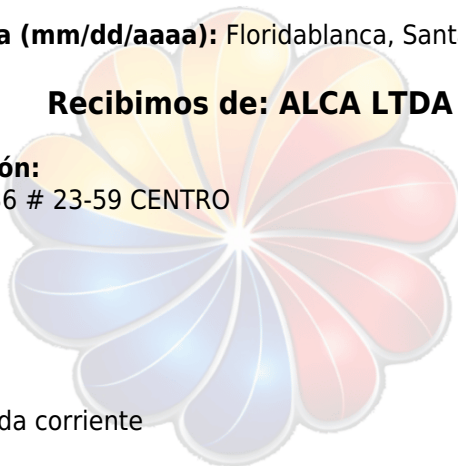 a (mm/dd/aaaa): Floridablanca, Sant
Recibimos de: ALCA LTDA
ón:
6 # 23-59 CENTRO
da corriente